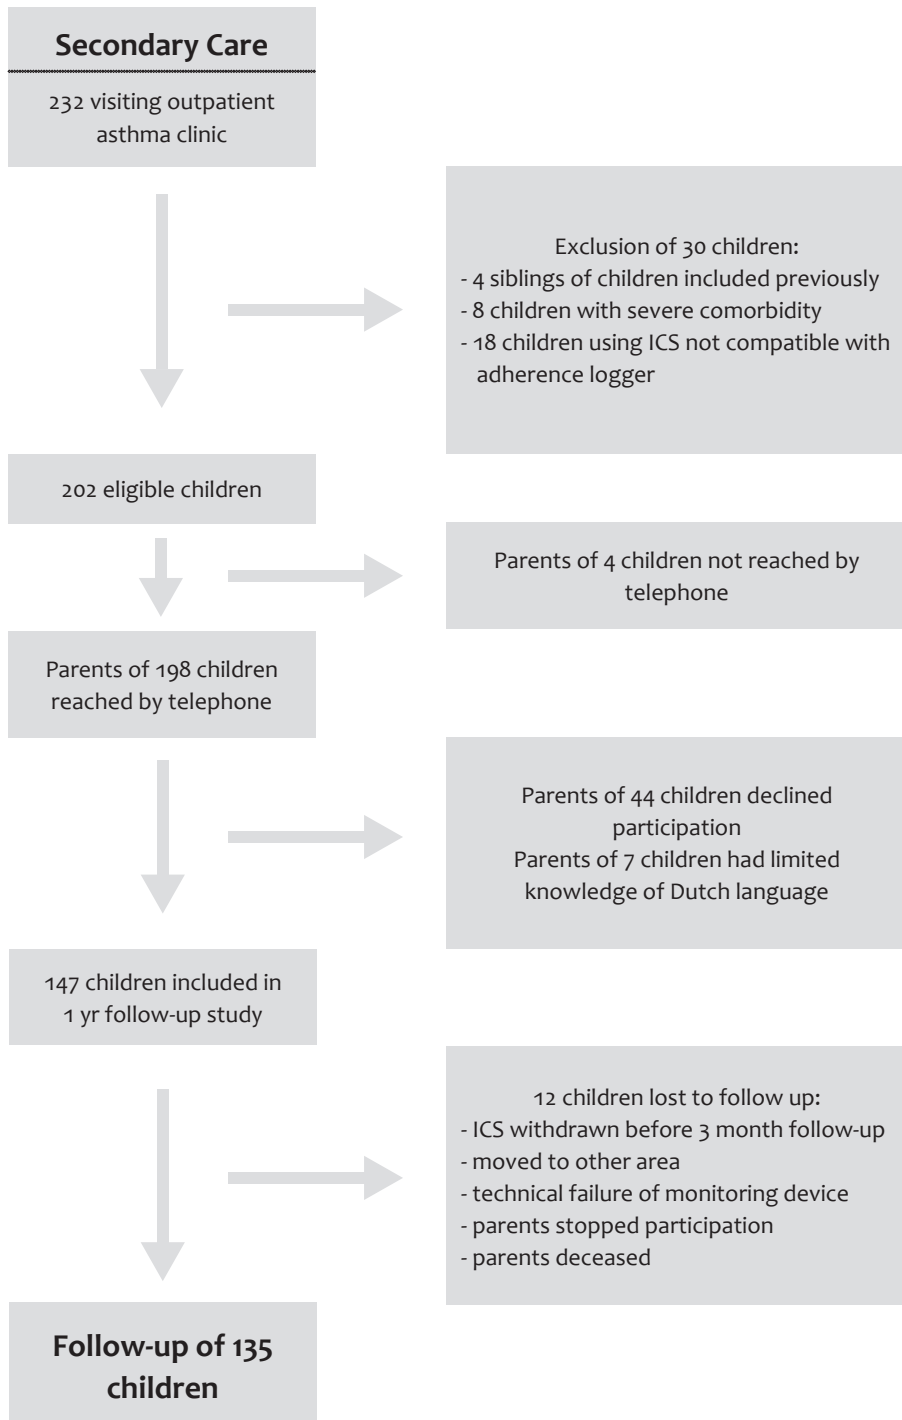 Secondary Care
232 visiting outpatient
asthma clinic
Exclusion of 30 children:
- 4 siblings of children included previously
- 8 children with severe comorbidity
- 18 children using ICS not compatible with
adherence logger
202 eligible children
Parents of 4 children not reached by
telephone
Parents of 198 children
reached by telephone
Parents of 44 children declined
participation
Parents of 7 children had limited
knowledge of Dutch language
147 children included in
1 yr follow-up study
12 children lost to follow up:
- ICS withdrawn before 3 month follow-up
- moved to other area
- technical failure of monitoring device
- parents stopped participation
- parents deceased
Follow-up of 135
children